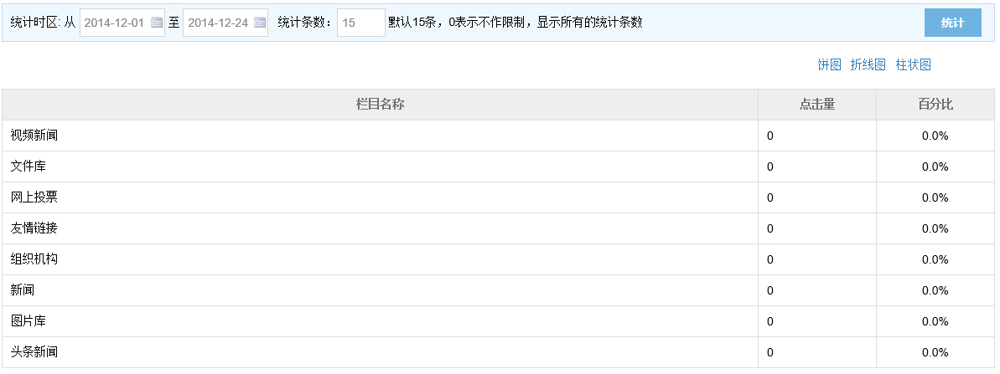 统计时区: 从 2014-12-01 至 2014-12-24 统计条数： 15 默认15条，0表示不作限制，显示所有的统计条数 统计
饼图 折线图 柱状图
栏目名称 点击量 百分比
视频新闻 0 0.0%
文件库 0 0.0%
网上投票 0 0.0%
友情链接 0 0.0%
组织机构 0 0.0%
新闻 0 0.0%
图片库 0 0.0%
头条新闻 0 0.0%